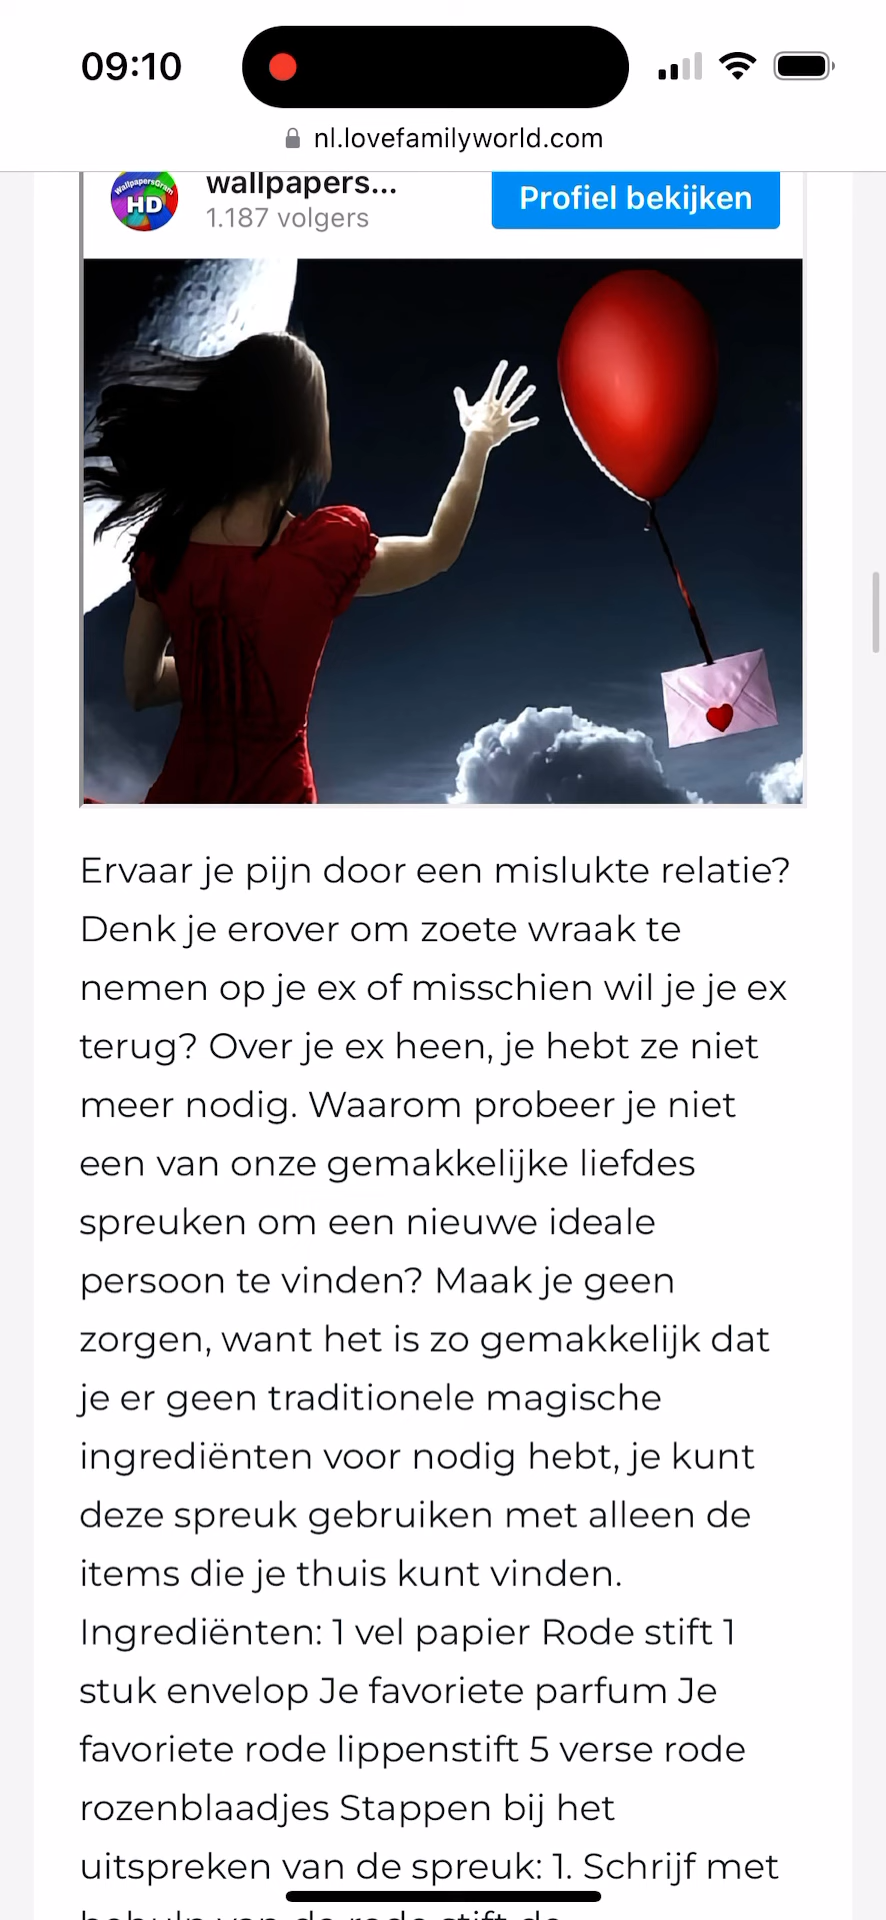 09:10
nl.lovefamilyworld.com
WallpapersGram
HD
wallpapers...
1.187 volgers
Profiel bekijken
Ervaar je pijn door een mislukte relatie?
Denk je erover om zoete wraak te
nemen op je ex of misschien wil je je ex
terug? Over je ex heen, je hebt ze niet
meer nodig. Waarom probeer je niet
een van onze gemakkelijke liefdes
spreuken om een nieuwe ideale
persoon te vinden? Maak je geen
zorgen, want het is zo gemakkelijk dat
je er geen traditionele magische
ingrediënten voor nodig hebt, je kunt
deze spreuk gebruiken met alleen de
items die je thuis kunt vinden.
Ingrediënten: 1 vel papier Rode stift 1
stuk envelop Je favoriete parfum Je
favoriete rode lippenstift 5 verse rode
rozenblaadjes Stappen bij het
uitspreken van de spreuk: 1. Schrijf met